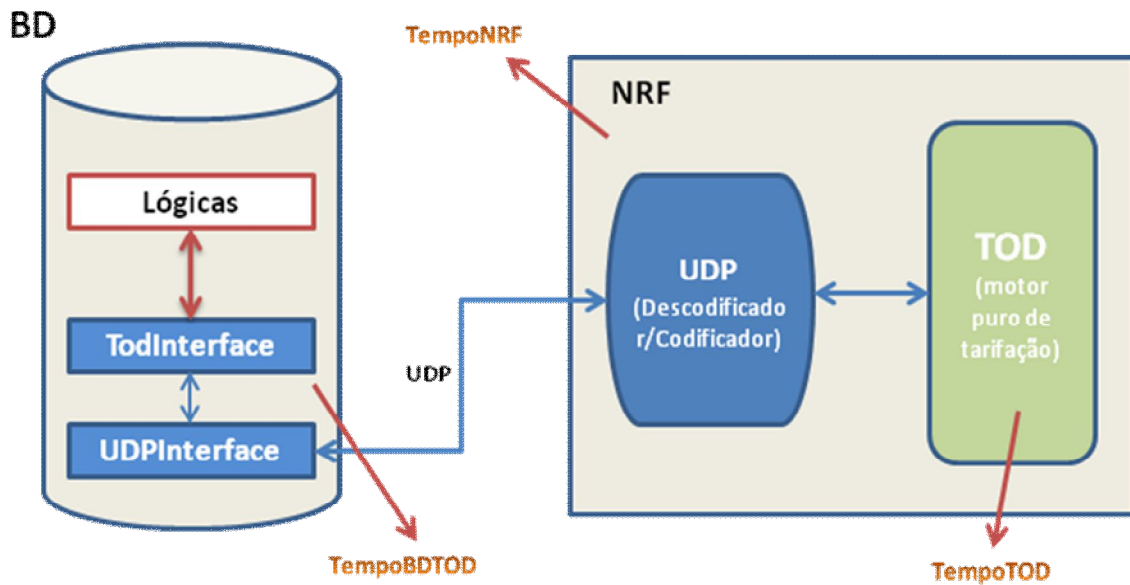 BD
TempoNRF
NRF
Lógicas
TodInterface
UDPInterface
UDP
UDP
(Descodificado
r/Codificador)
TOD
(motor
puro de
tarifação)
TempoBDTOD
TempoTOD